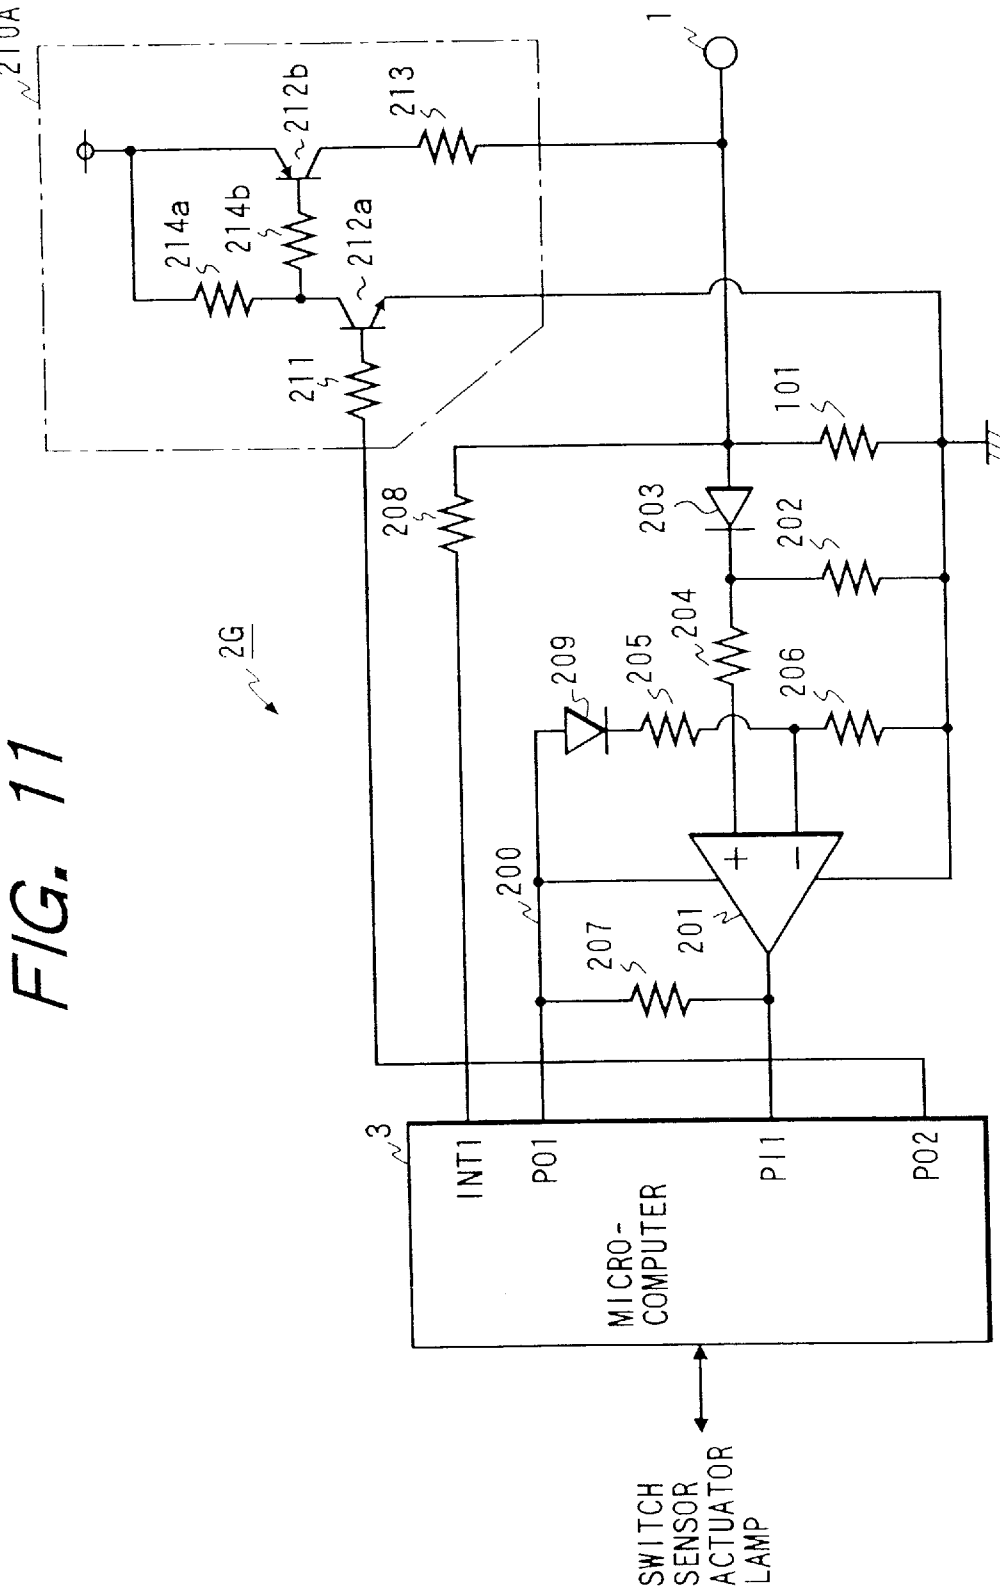 FIG. 11
2G
210A
214a
214b
212b
212a
213
211
1
208
203
101
202
204
209
205
206
200
207
201
3
INT1
PO1
PI1
PO2
MICRO-
COMPUTER
+
−
SWITCH
SENSOR
ACTUATOR
LAMP